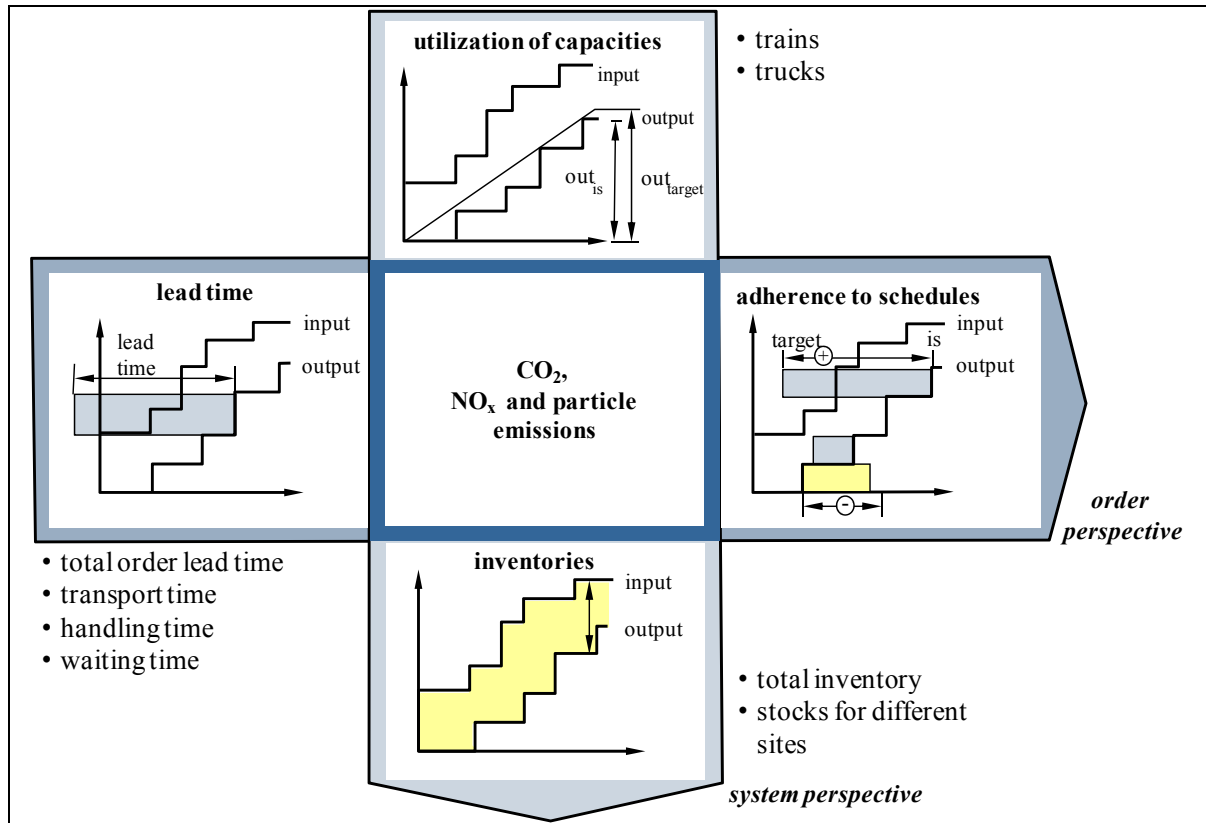 utilization of capacities
input
output
out is
out target
• trains
• trucks
lead time
lead
time
input
output
CO₂,
NOₓ and particle
emissions
adherence to schedules
target
is
+
input
output
-
order
perspective
• total order lead time
• transport time
• handling time
• waiting time
inventories
input
output
• total inventory
• stocks for different
sites
system perspective